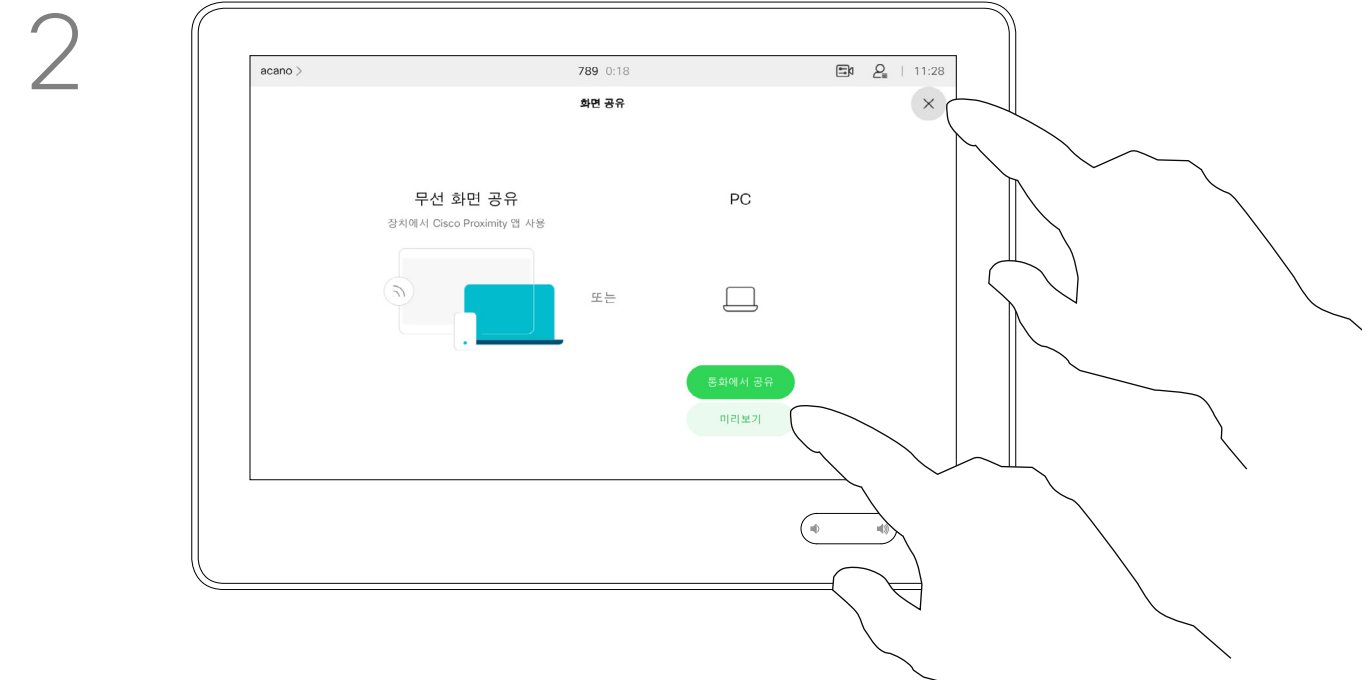 2
acano >
789 0:18
11:28
화면 공유
무선 화면 공유
장치에서 Cisco Proximity 앱 사용
또는
PC
통화에서 공유
미리보기